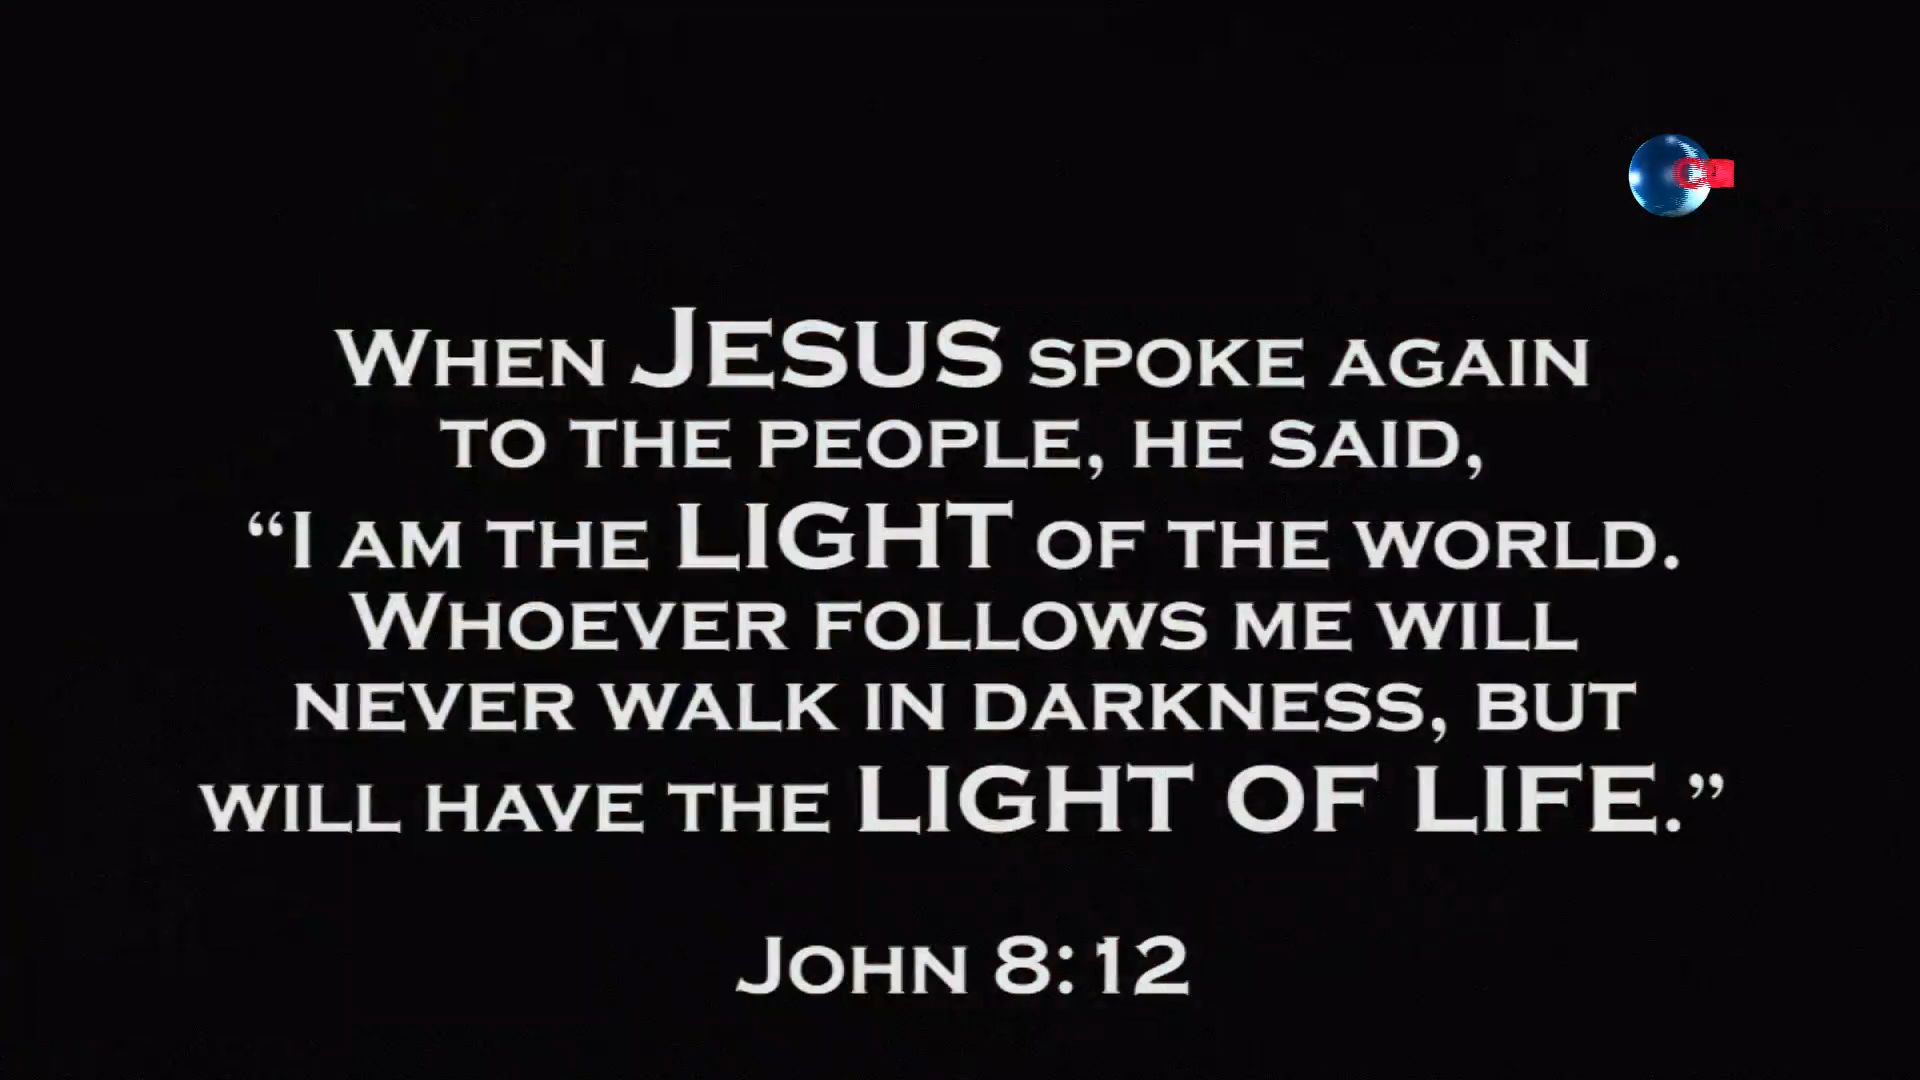 WHEN JESUS SPOKE AGAIN
TO THE PEOPLE, HE SAID,
“I AM THE LIGHT OF THE WORLD.
WHOEVER FOLLOWS ME WILL
NEVER WALK IN DARKNESS, BUT
WILL HAVE THE LIGHT OF LIFE.”
JOHN 8:12